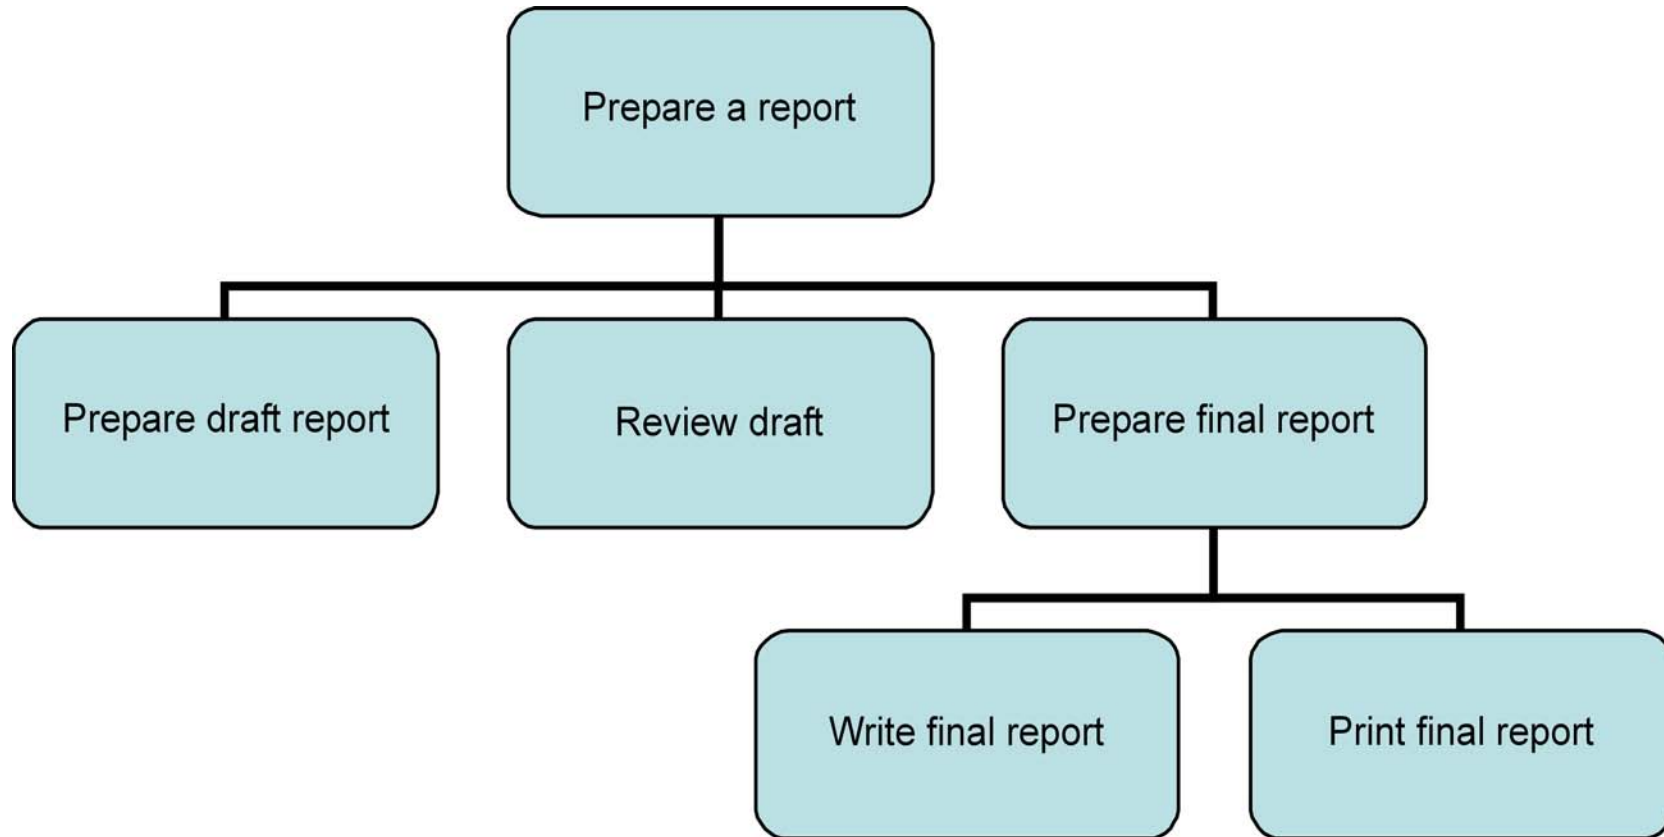 Prepare a report
Prepare draft report
Review draft
Prepare final report
Write final report
Print final report